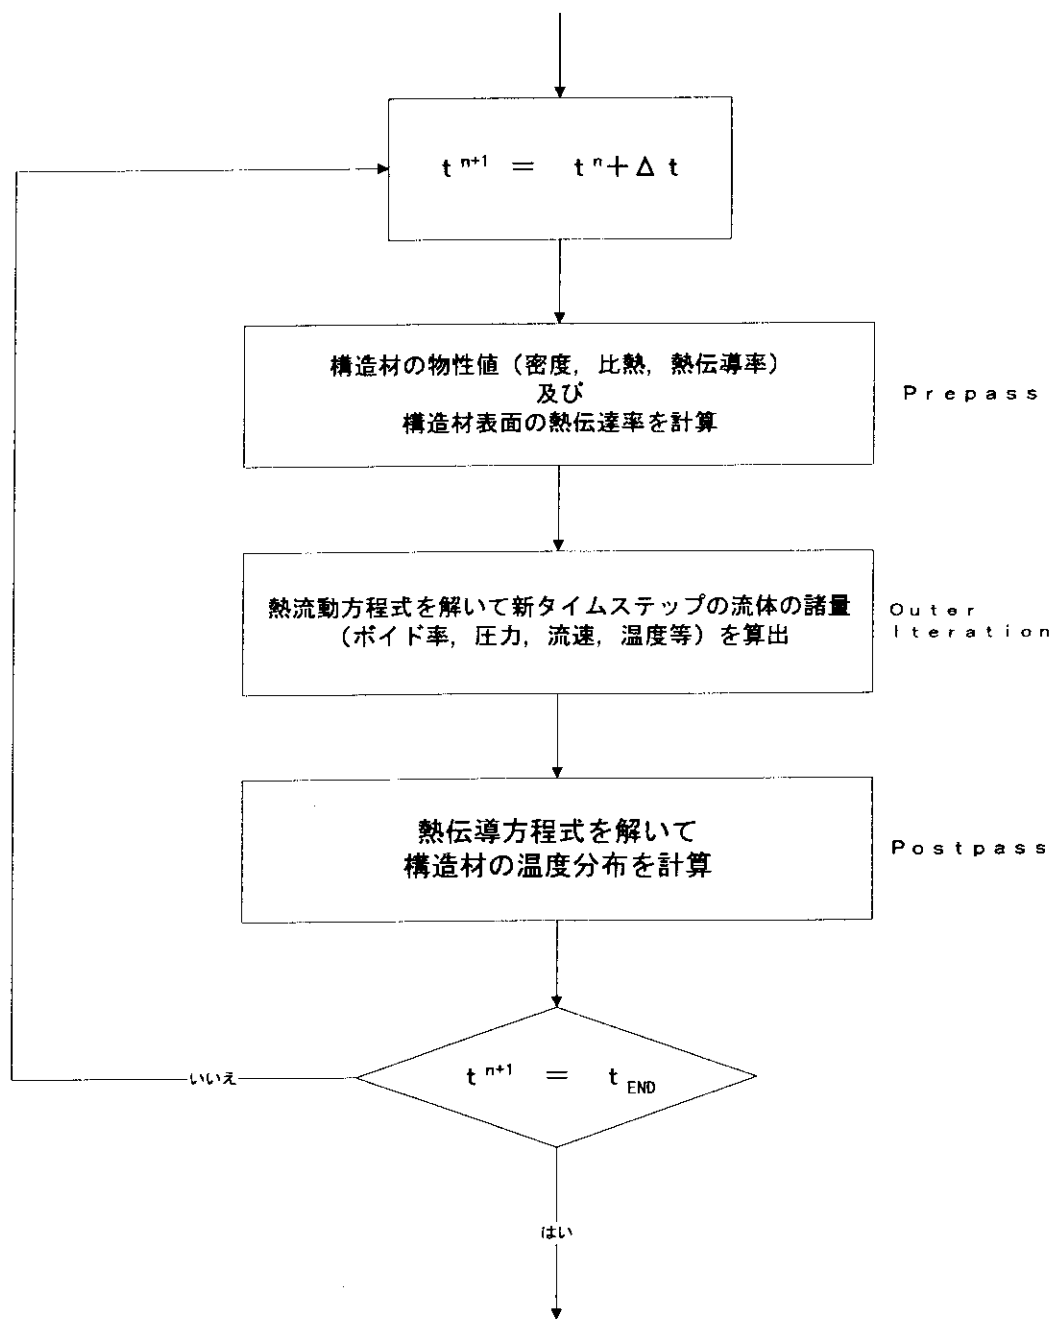 t n+1 = t n + Δ t
構造材の物性値（密度，比熱，熱伝導率）
及び
構造材表面の熱伝達率を計算
Prepass
熱流動方程式を解いて新タイムステップの流体の諸量
（ボイド率，圧力，流速，温度等）を算出
Outer
Iteration
熱伝導方程式を解いて
構造材の温度分布を計算
Postpass
t n+1 = t END
いいえ
はい